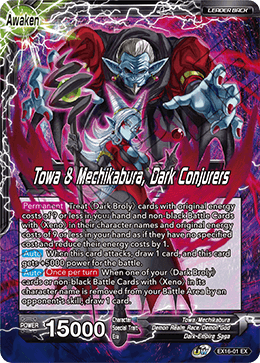 Awaken
LEADER BACK
Towa & Mechikabura, Dark Conjurers
Permanent Treat 《Dark Broly》 cards with original energy
costs of 7 or less in your hand and non-black Battle Cards
with 《Xeno》 in their character names and original energy
costs of 7 or less in your hand as if they have no specified
cost and reduce their energy costs by 1.
Auto When this card attacks, draw 1 card, and this card
gets +5000 power for the battle.
Auto Once per turn When one of your 《Dark Broly》
cards or non-black Battle Cards with 《Xeno》 in its
character name is removed from your Battle Area by an
opponent's skill, draw 1 card.
POWER 15000
Character Towa, Mechikabura
Special Trait Demon Realm Race, Demon God
Era Dark Empire Saga
EX16-01 EX